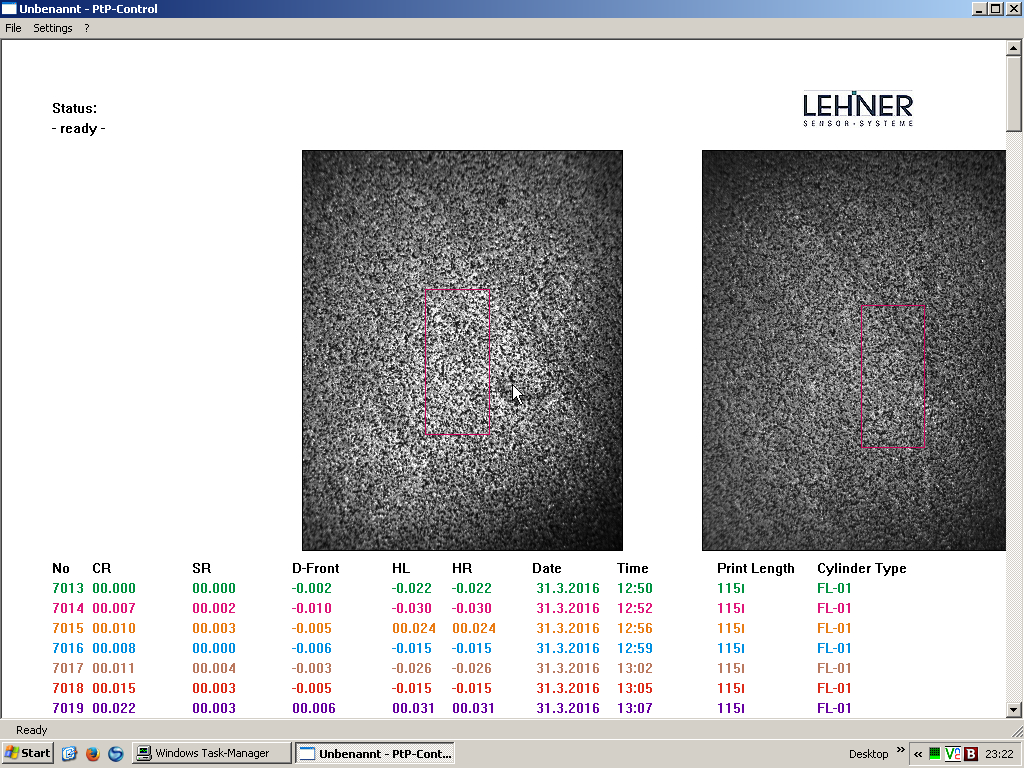 Unbenannt - PtP-Control
File Settings ?
Status:
- ready -
LEHNER
SENSOR-SYSTEME
No CR SR D-Front HL HR Date Time Print Length Cylinder Type
7013 00.000 00.000 -0.002 -0.022 -0.022 31.3.2016 12:50 115l FL-01
7014 00.007 00.002 -0.010 -0.030 -0.030 31.3.2016 12:52 115l FL-01
7015 00.010 00.003 -0.005 00.024 00.024 31.3.2016 12:56 115l FL-01
7016 00.008 00.000 -0.006 -0.015 -0.015 31.3.2016 12:59 115l FL-01
7017 00.011 00.004 -0.003 -0.026 -0.026 31.3.2016 13:02 115l FL-01
7018 00.015 00.003 -0.005 -0.015 -0.015 31.3.2016 13:05 115l FL-01
7019 00.022 00.003 00.006 00.031 00.031 31.3.2016 13:07 115l FL-01
Ready
Start Windows Task-Manager Unbenannt - PtP-Cont... Desktop » « V2 B 23:22